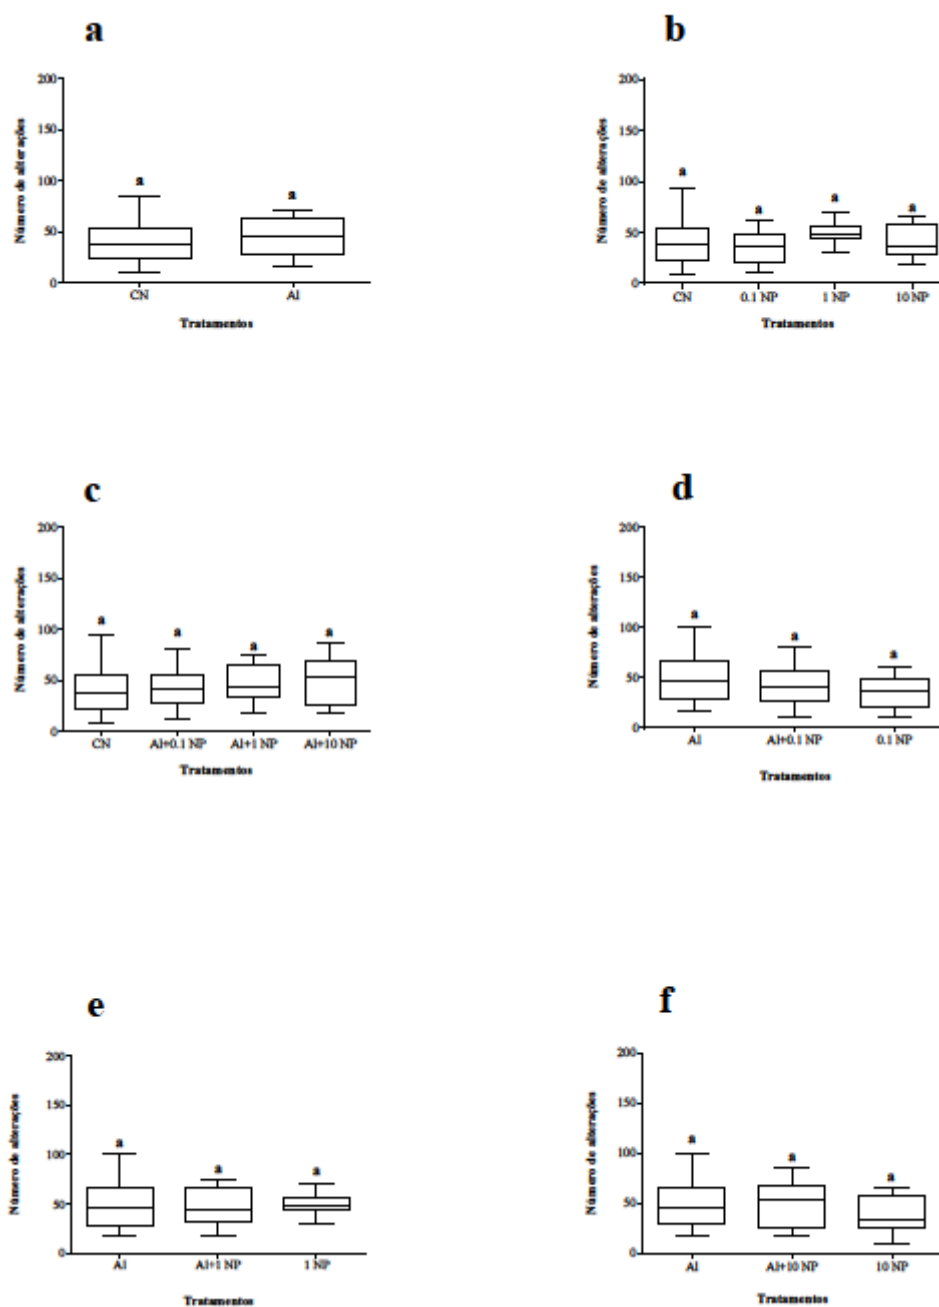 a
Número de alterações
200
150
100
50
0
a
a
CN
Al
Tratamentos
b
Número de alterações
200
150
100
50
0
a
a
a
a
CN
0.1 NP
1 NP
10 NP
Tratamentos
c
Número de alterações
200
150
100
50
0
a
a
a
a
CN
Al+0.1 NP
Al+1 NP
Al+10 NP
Tratamentos
d
Número de alterações
200
150
100
50
0
a
a
a
Al
Al+0.1 NP
0.1 NP
Tratamentos
e
Número de alterações
200
150
100
50
0
a
a
a
Al
Al+1 NP
1 NP
Tratamentos
f
Número de alterações
200
150
100
50
0
a
a
a
Al
Al+10 NP
10 NP
Tratamentos